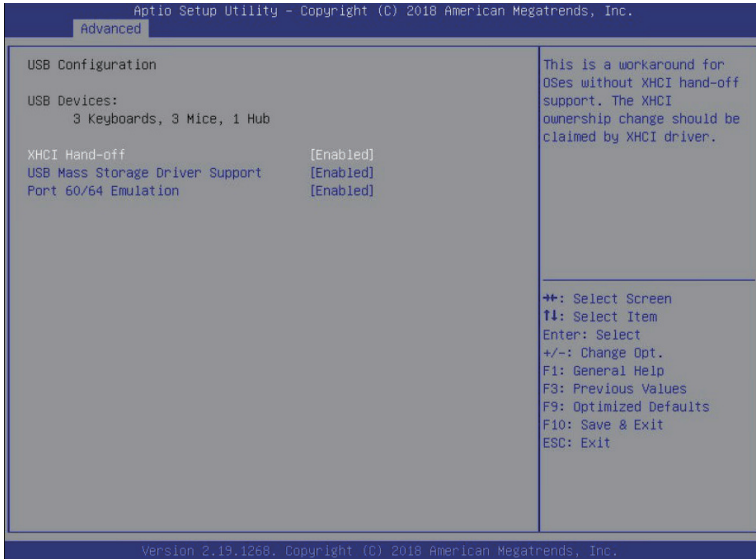 Aptio Setup Utility - Copyright (C) 2018 American Megatrends, Inc.
Advanced
USB Configuration
USB Devices:
3 Keyboards, 3 Mice, 1 Hub
XHCI Hand-off [Enabled]
USB Mass Storage Driver Support [Enabled]
Port 60/64 Emulation [Enabled]
This is a workaround for
OSes without XHCI hand-off
support. The XHCI
ownership change should be
claimed by XHCI driver.
→←: Select Screen
↑↓: Select Item
Enter: Select
+/-: Change Opt.
F1: General Help
F3: Previous Values
F9: Optimized Defaults
F10: Save & Exit
ESC: Exit
Version 2.19.1268. Copyright (C) 2018 American Megatrends, Inc.